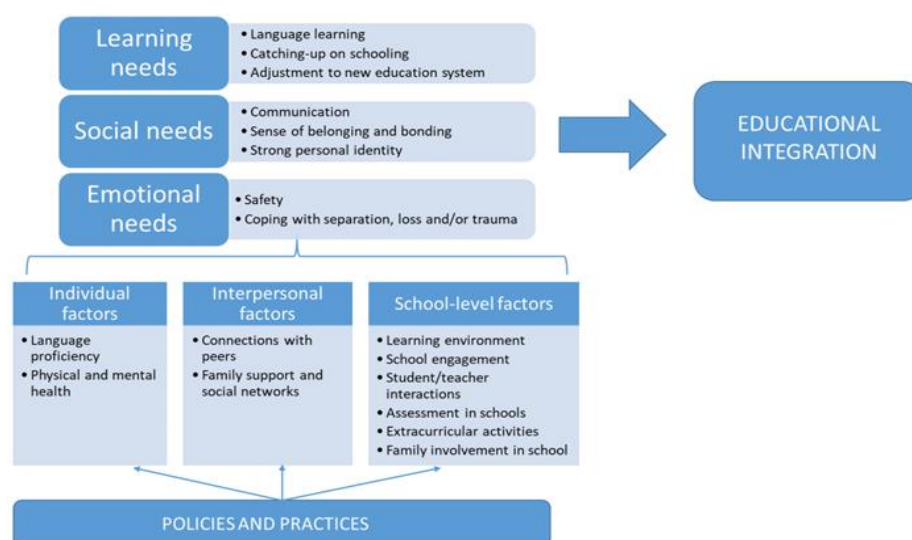 Learning
needs
• Language learning
• Catching-up on schooling
• Adjustment to new education system
Social needs
• Communication
• Sense of belonging and bonding
• Strong personal identity
Emotional
needs
• Safety
• Coping with separation, loss and/or trauma
EDUCATIONAL
INTEGRATION
Individual
factors
• Language
proficiency
• Physical and mental
health
Interpersonal
factors
• Connections with
peers
• Family support and
social networks
School-level factors
• Learning environment
• School engagement
• Student/teacher
interactions
• Assessment in schools
• Extracurricular activities
• Family involvement in school
POLICIES AND PRACTICES